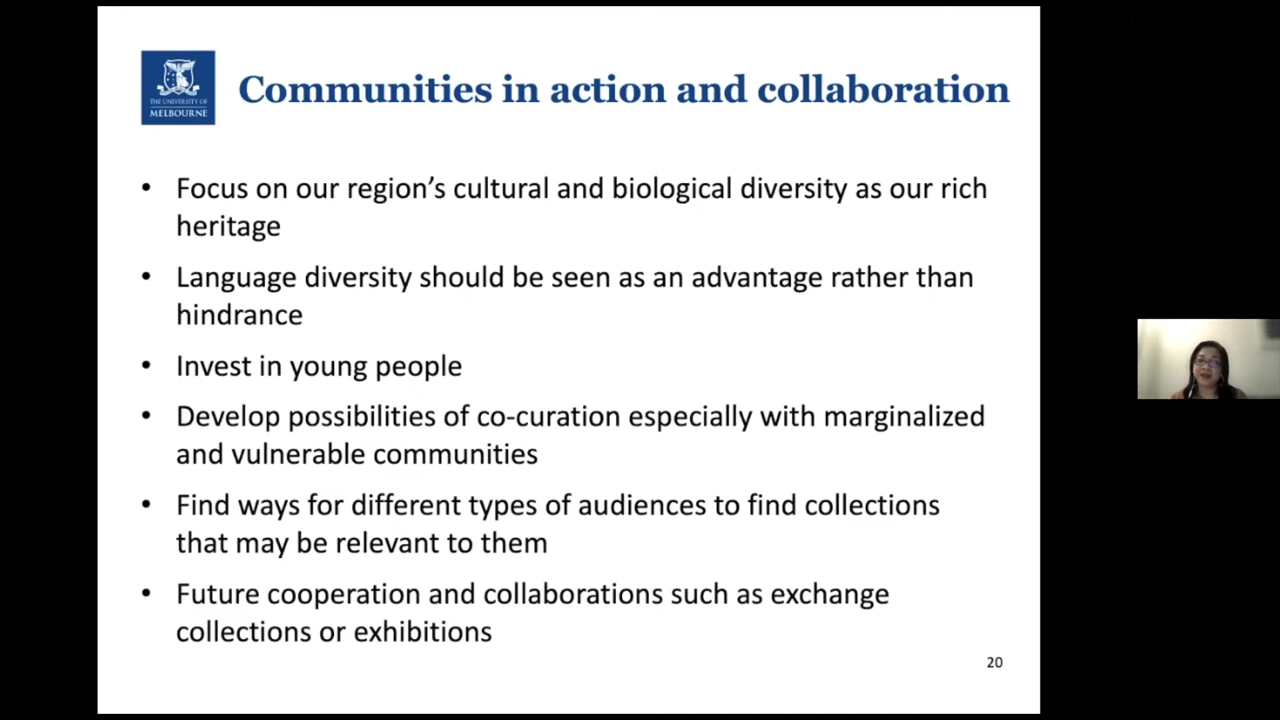 THE UNIVERSITY OF
MELBOURNE
Communities in action and collaboration
• Focus on our region’s cultural and biological diversity as our rich
heritage
• Language diversity should be seen as an advantage rather than
hindrance
• Invest in young people
• Develop possibilities of co-curation especially with marginalized
and vulnerable communities
• Find ways for different types of audiences to find collections
that may be relevant to them
• Future cooperation and collaborations such as exchange
collections or exhibitions
20